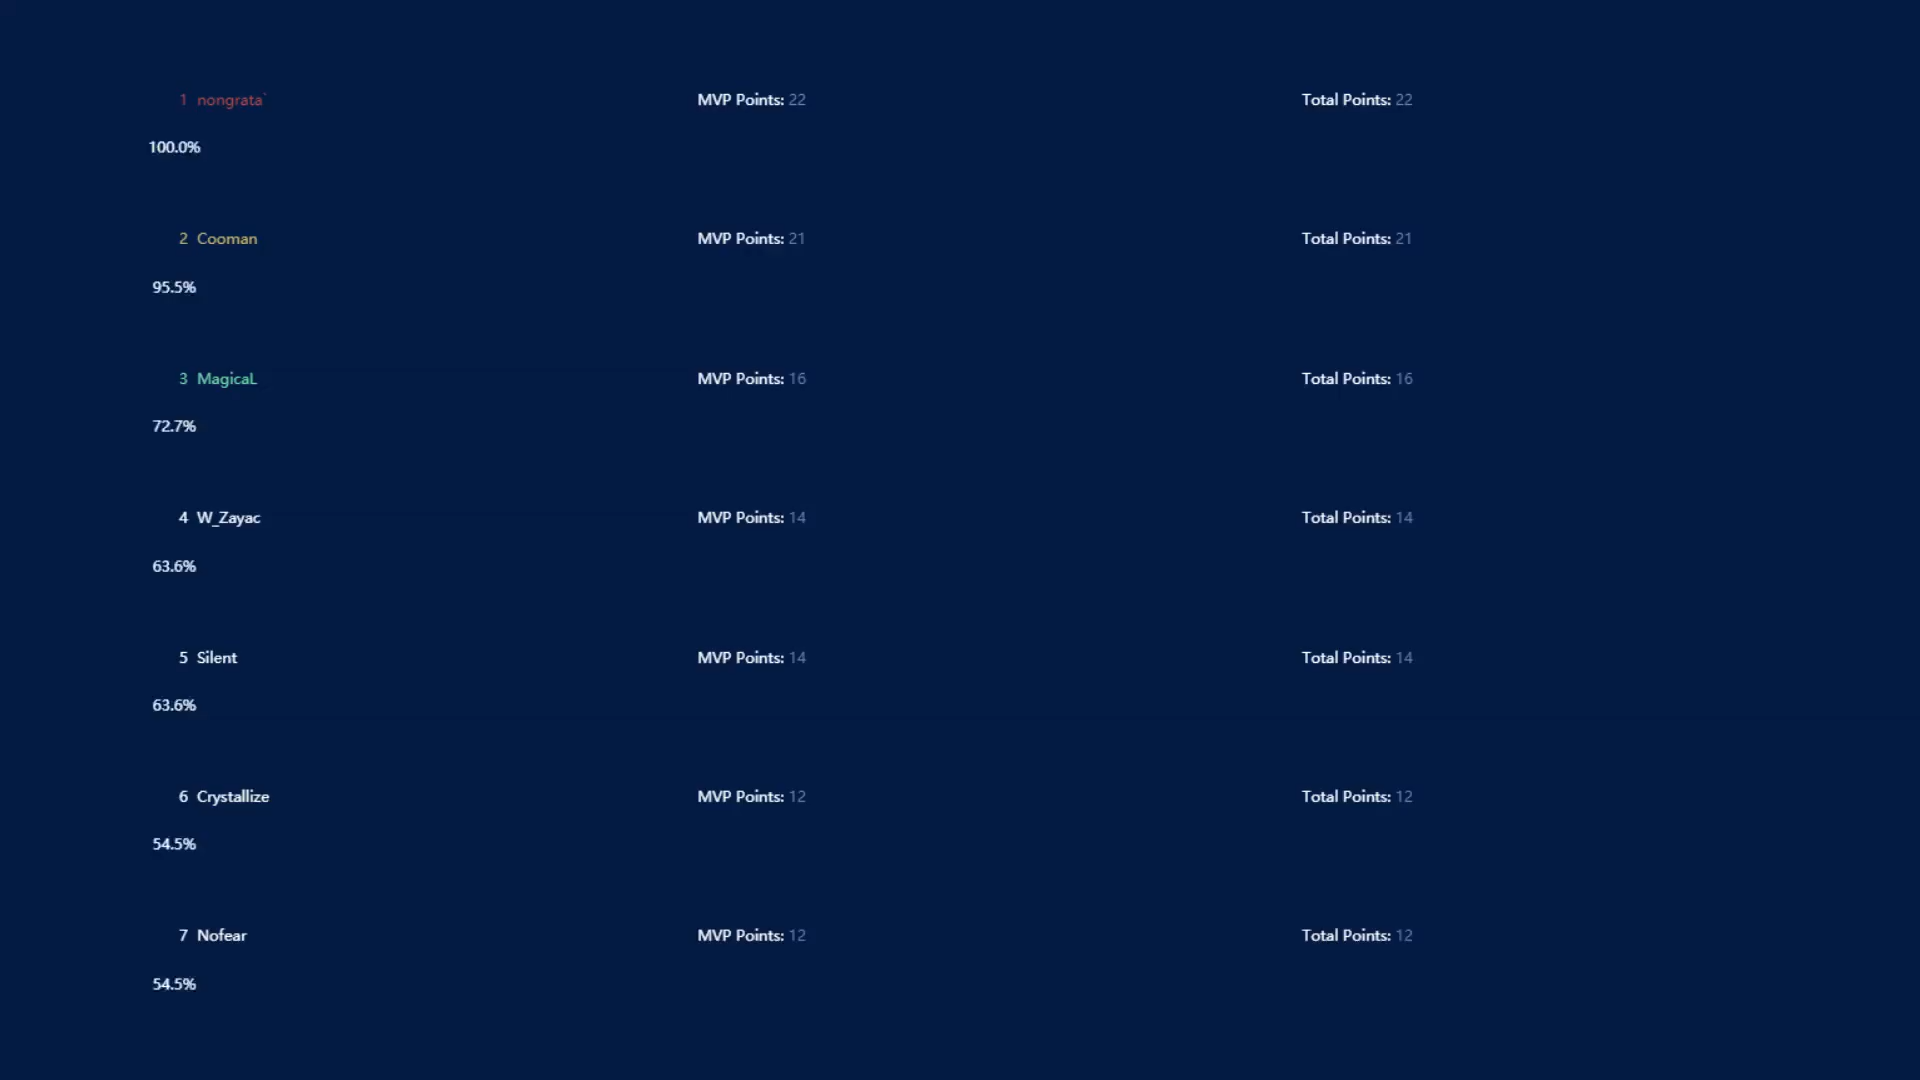 1 nongrata` MVP Points: 22 Total Points: 22
100.0%
2 Cooman MVP Points: 21 Total Points: 21
95.5%
3 MagicaL MVP Points: 16 Total Points: 16
72.7%
4 W_Zayac MVP Points: 14 Total Points: 14
63.6%
5 Silent MVP Points: 14 Total Points: 14
63.6%
6 Crystallize MVP Points: 12 Total Points: 12
54.5%
7 Nofear MVP Points: 12 Total Points: 12
54.5%